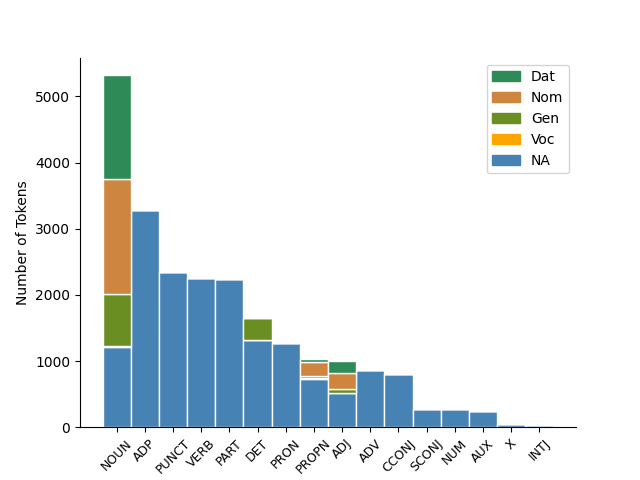 Dat
Nom
Gen
Voc
NA
Number of Tokens
5000
4000
3000
2000
1000
0
NOUN
ADP
PUNCT
VERB
PART
DET
PRON
PROPN
ADJ
ADV
CCONJ
SCONJ
NUM
AUX
X
INTJ